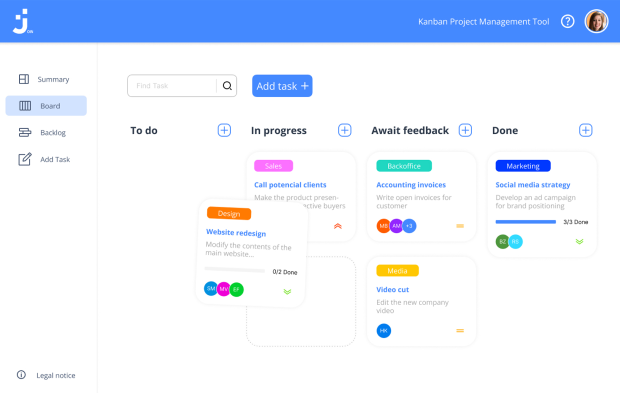 Kanban Project Management Tool
Summary
Board
Backlog
Add Task
Legal notice
Find Task
Add task +
To do
In progress
Await feedback
Done
Sales
Call potencial clients
Make the product presen-
ective buyers
Design
Website redesign
Modify the contents of the
main website...
0/2 Done
SM MV EF
Backoffice
Accounting invoices
Write open invoices for
customer
MB AM +3
Media
Video cut
Edit the new company
video
HK
Marketing
Social media strategy
Develop an ad campaign
for brand positioning
3/3 Done
BZ RE